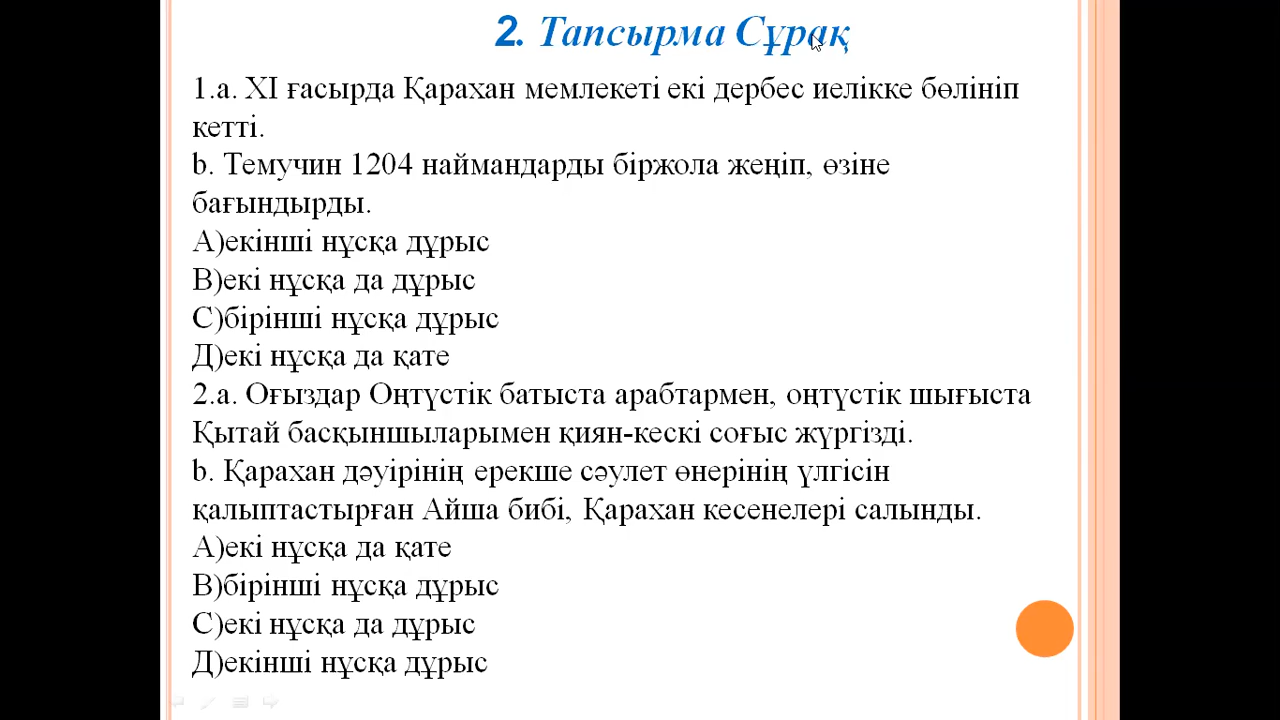 2. Тапсырма Сұрақ
1.а. XI ғасырда Қарахан мемлекеті екі дербес иелікке бөлініп
кетті.
b. Темучин 1204 наймандарды біржола жеңіп, өзіне
бағындырды.
А)екінші нұсқа дұрыс
В)екі нұсқа да дұрыс
С)бірінші нұсқа дұрыс
Д)екі нұсқа да қате
2.а. Оғыздар Оңтүстік батыста арабтармен, оңтүстік шығыста
Қытай басқыншыларымен қиян-кескі соғыс жүргізді.
b. Қарахан дәуірінің ерекше сәулет өнерінің үлгісін
қалыптастырған Айша бибі, Қарахан кесенелері салынды.
А)екі нұсқа да қате
В)бірінші нұсқа дұрыс
С)екі нұсқа да дұрыс
Д)екінші нұсқа дұрыс